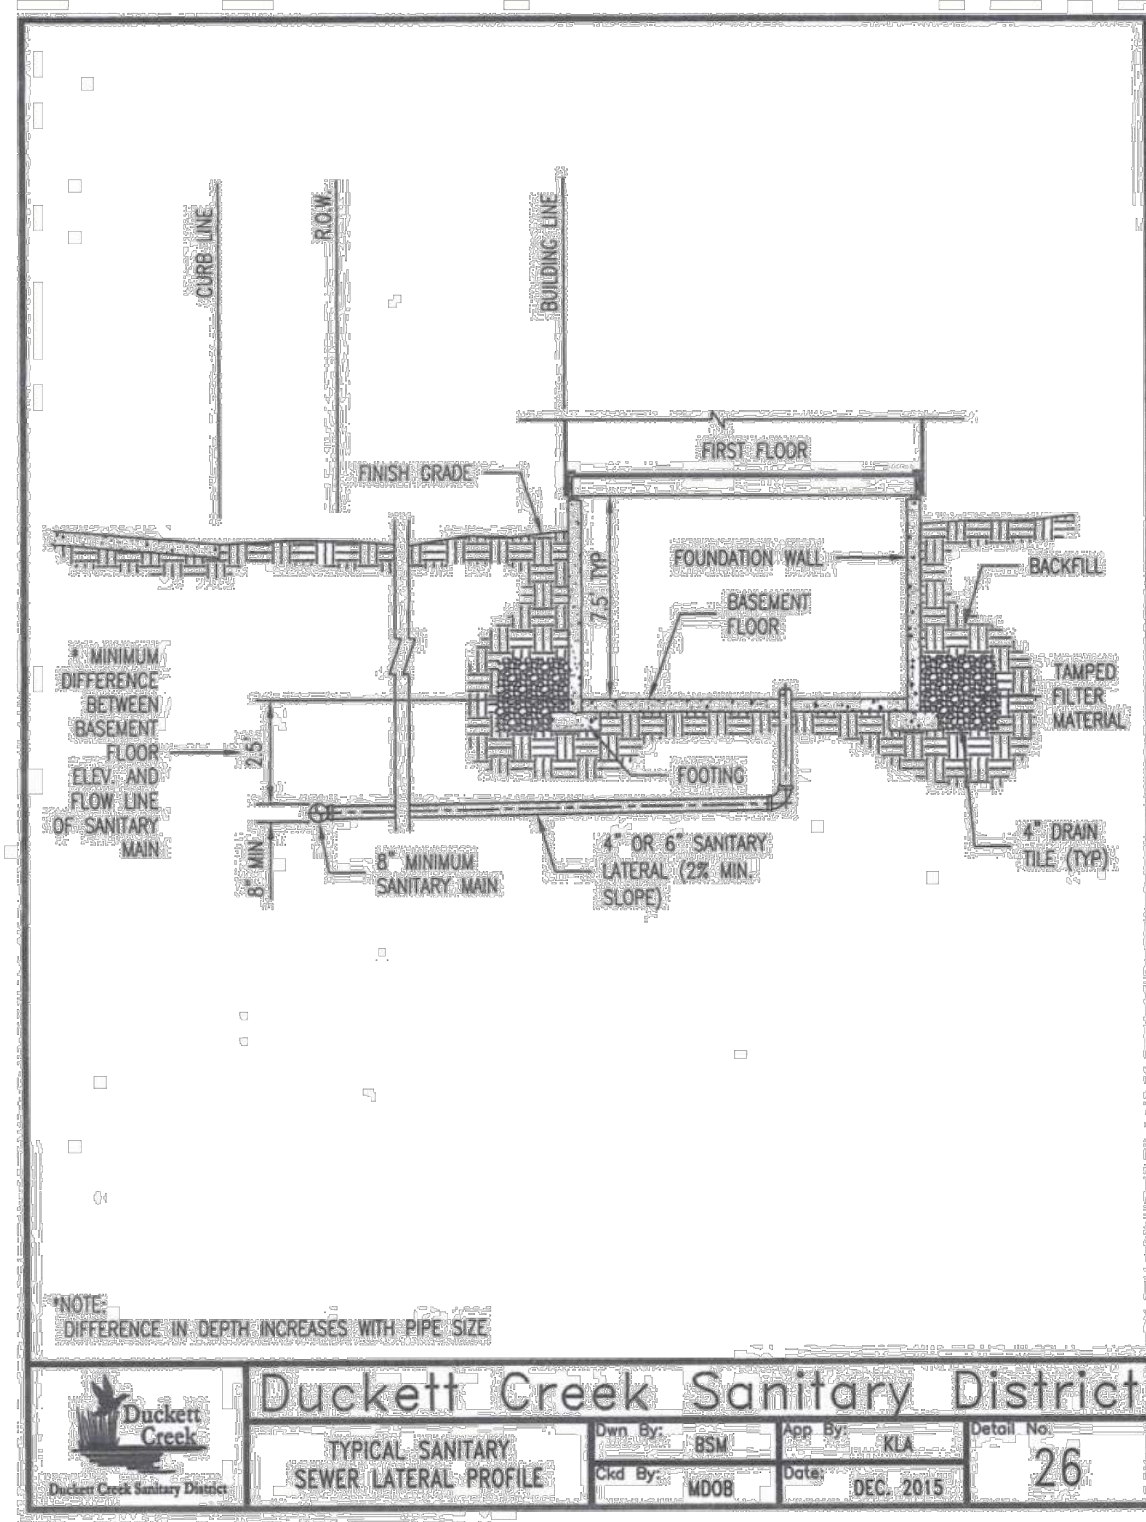 CURB LINE
R.O.W.
BUILDING LINE
FIRST FLOOR
FINISH GRADE
7.5' TYP
FOUNDATION WALL
BACKFILL
BASEMENT
FLOOR
* MINIMUM
DIFFERENCE
BETWEEN
BASEMENT
FLOOR
ELEV. AND
FLOW LINE
OF SANITARY
MAIN
2.5'
8" MIN
TAMPED
FILTER
MATERIAL
FOOTING
8" MINIMUM
SANITARY MAIN
4" OR 6" SANITARY
LATERAL (2% MIN.
SLOPE)
4" DRAIN
TILE (TYP)
*NOTE:
DIFFERENCE IN DEPTH INCREASES WITH PIPE SIZE
Duckett
Creek
Duckett Creek Sanitary District
Duckett Creek Sanitary District
TYPICAL SANITARY
SEWER LATERAL PROFILE
Dwn By: BSM
Ckd By: MDOB
App By: KLA
Date: DEC. 2015
Detail No:
26